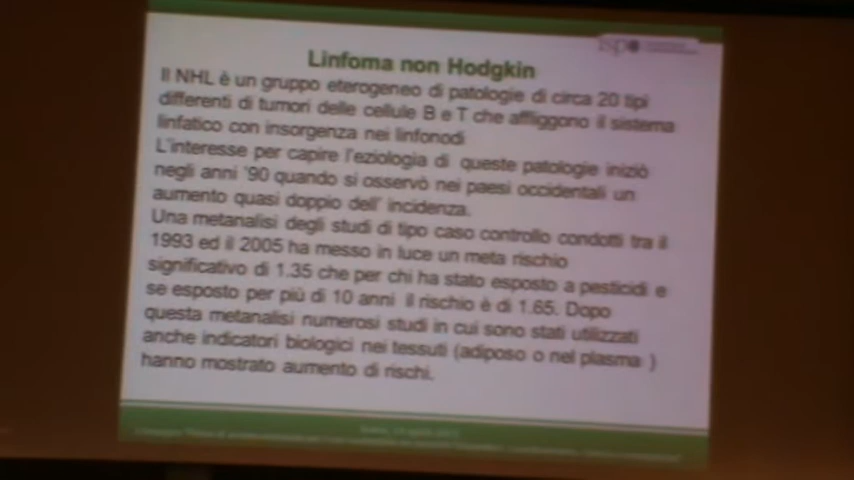 ispo
Linfoma non Hodgkin
Il NHL è un gruppo eterogeneo di patologie di circa 20 tipi
differenti di tumori delle cellule B e T che affliggono il sistema
linfatico con insorgenza nei linfonodi
L'interesse per capire l'eziologia di queste patologie iniziò
negli anni '90 quando si osservò nei paesi occidentali un
aumento quasi doppio dell' incidenza.
Una metanalisi degli studi di tipo caso controllo condotti tra il
1993 ed il 2005 ha messo in luce un meta rischio
significativo di 1.35 che per chi ha stato esposto a pesticidi e
se esposto per più di 10 anni il rischio è di 1.65. Dopo
questa metanalisi numerosi studi in cui sono stati utilizzati
anche indicatori biologici nei tessuti (adiposo o nel plasma )
hanno mostrato aumento di rischi.